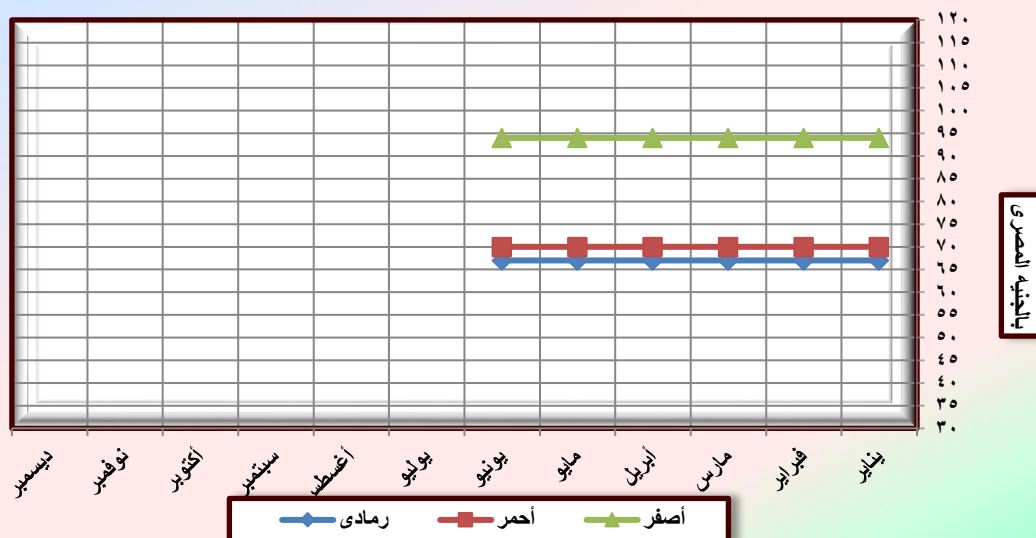 ١٢٠
١١٥
١١٠
١٠٥
١٠٠
٩٥
٩٠
٨٥
٨٠
٧٥
٧٠
٦٥
٦٠
٥٥
٥٠
٤٥
٤٠
٣٥
٣٠
بالجنيه المصرى
يناير
فبراير
مارس
أبريل
مايو
يونيو
يوليو
أغسطس
سبتمبر
أكتوبر
نوفمبر
ديسمبر
أصفر
أحمر
رمادى